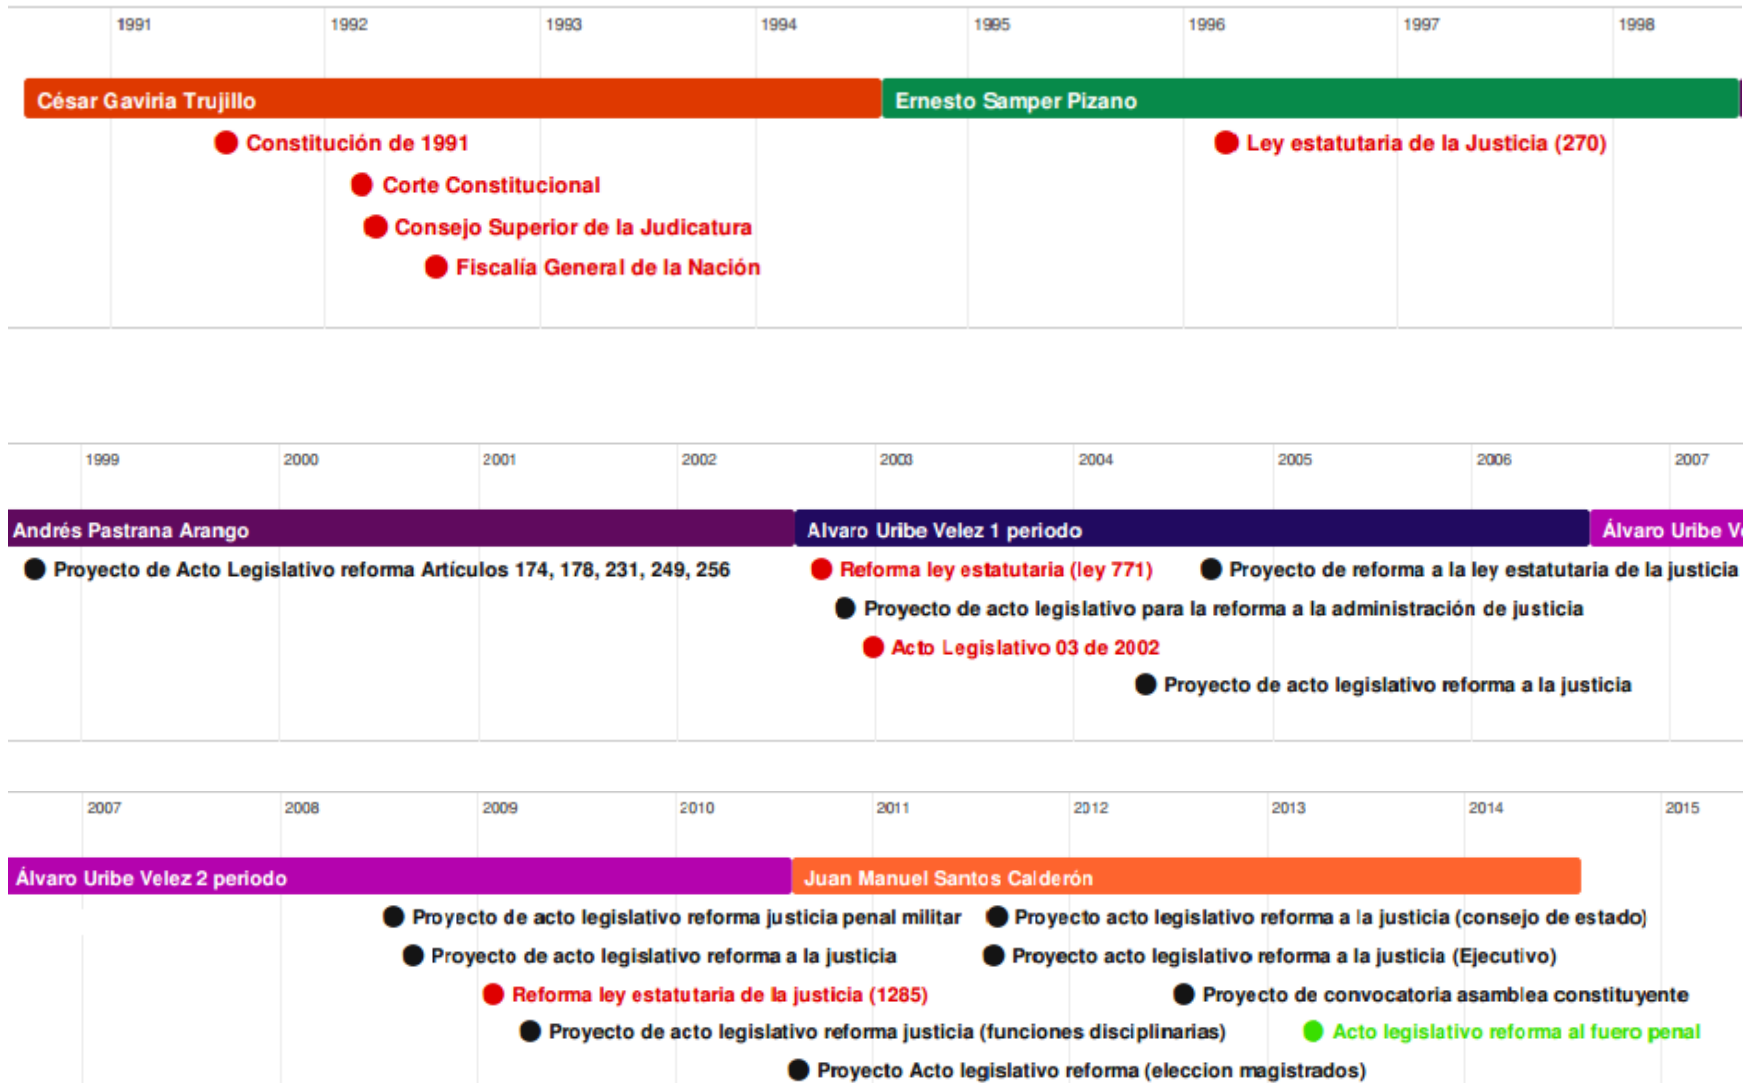 1991 1992 1993 1994 1995 1996 1997 1998
César Gaviria Trujillo Ernesto Samper Pizano
Constitución de 1991 Ley estatutaria de la Justicia (270)
Corte Constitucional
Consejo Superior de la Judicatura
Fiscalía General de la Nación
1999 2000 2001 2002 2003 2004 2005 2006 2007
Andrés Pastrana Arango Alvaro Uribe Velez 1 periodo Álvaro Uribe Ve
Proyecto de Acto Legislativo reforma Artículos 174, 178, 231, 249, 256 Reforma ley estatutaria (ley 771) Proyecto de reforma a la ley estatutaria de la justicia
Proyecto de acto legislativo para la reforma a la administración de justicia
Acto Legislativo 03 de 2002
Proyecto de acto legislativo reforma a la justicia
2007 2008 2009 2010 2011 2012 2013 2014 2015
Álvaro Uribe Velez 2 periodo Juan Manuel Santos Calderón
Proyecto de acto legislativo reforma justicia penal militar Proyecto acto legislativo reforma a la justicia (consejo de estado)
Proyecto de acto legislativo reforma a la justicia Proyecto acto legislativo reforma a la justicia (Ejecutivo)
Reforma ley estatutaria de la justicia (1285) Proyecto de convocatoria asamblea constituyente
Proyecto de acto legislativo reforma justicia (funciones disciplinarias) Acto legislativo reforma al fuero penal
Proyecto Acto legislativo reforma (eleccion magistrados)